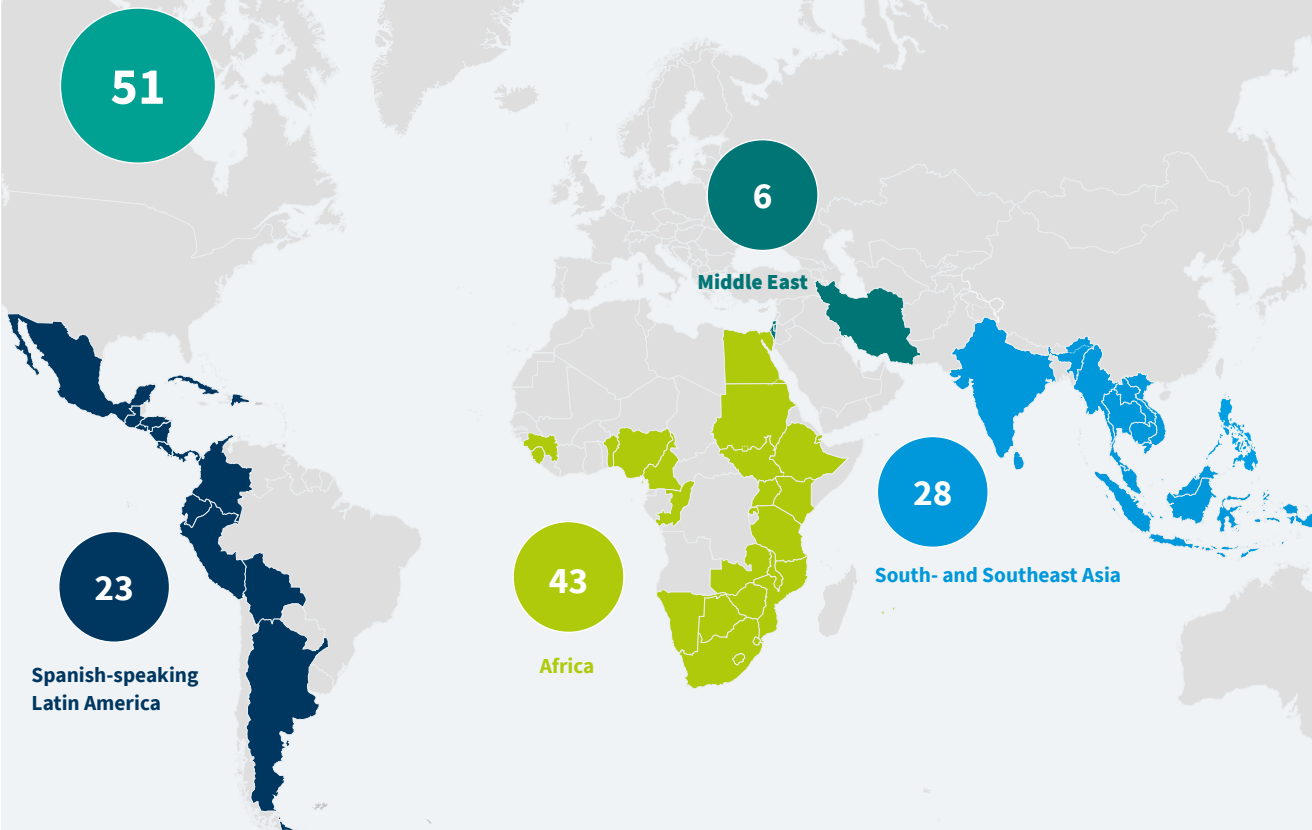 51
6
Middle East
28
South- and Southeast Asia
23
Spanish-speaking
Latin America
43
Africa